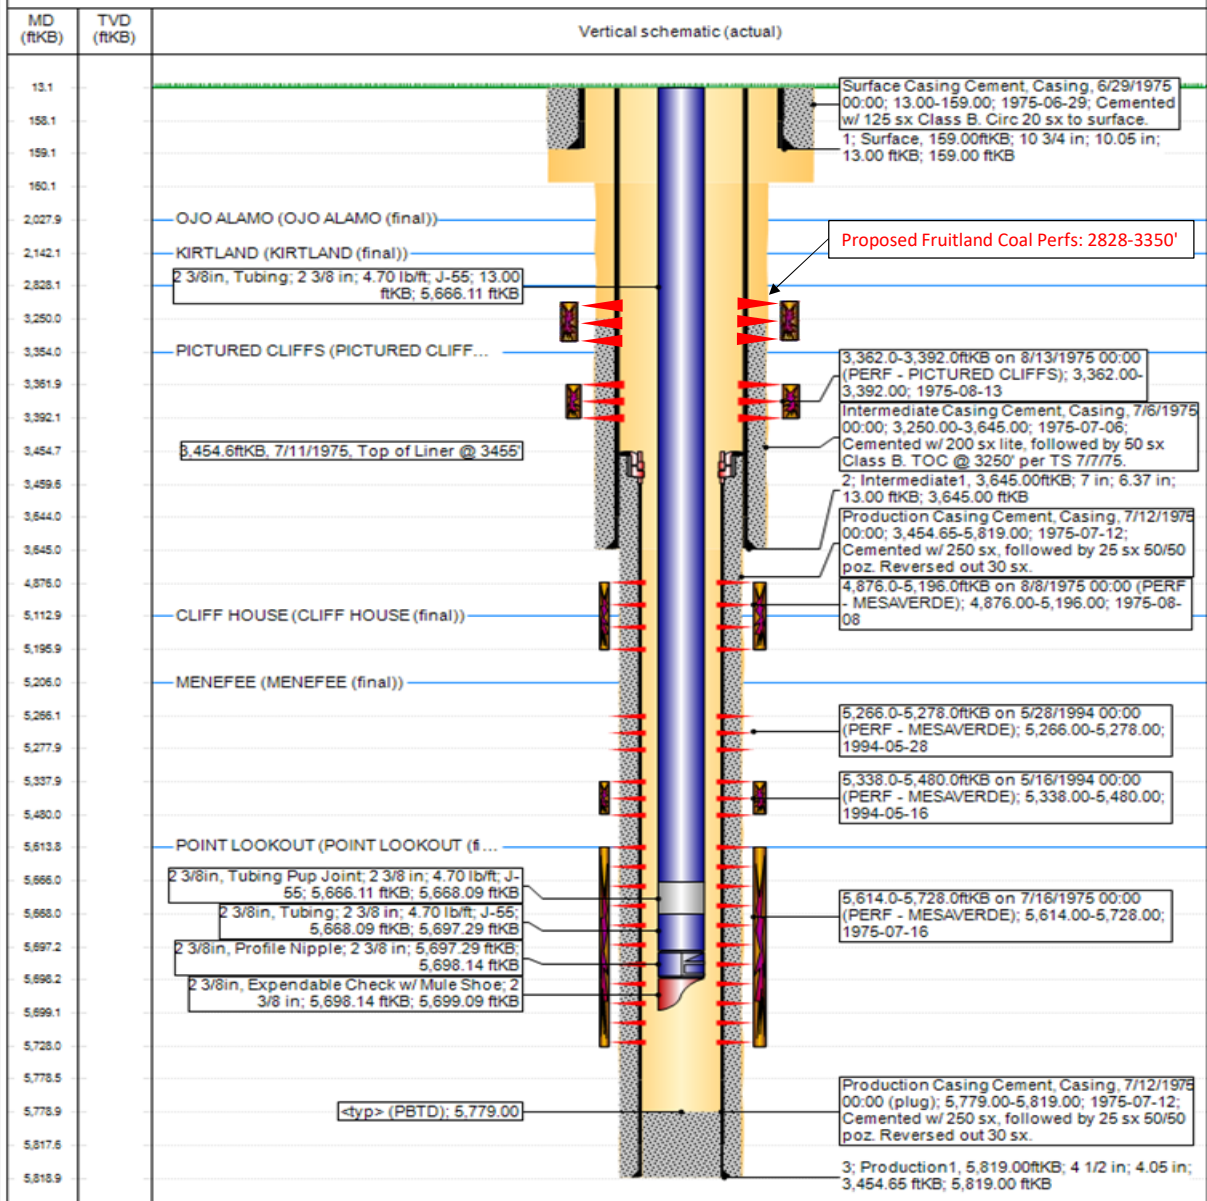 MD
(ftKB)
TVD
(ftKB)
Vertical schematic (actual)
13.1
158.1
159.1
160.1
2,027.9
2,142.1
2,828.1
3,250.0
3,354.0
3,361.9
3,392.1
3,454.7
3,459.6
3,544.0
3,645.0
4,876.0
5,112.9
5,195.9
5,206.0
5,266.1
5,277.9
5,337.9
5,480.0
5,613.8
5,666.0
5,668.0
5,697.2
5,698.2
5,699.1
5,728.0
5,778.5
5,778.9
5,817.6
5,818.9
OJO ALAMO (OJO ALAMO (final))
KIRTLAND (KIRTLAND (final))
2 3/8in, Tubing; 2 3/8 in; 4.70 lb/ft; J-55; 13.00
ftKB; 5,666.11 ftKB
PICTURED CLIFFS (PICTURED CLIFF...
3,454.6ftKB, 7/11/1975, Top of Liner @ 3455'
CLIFF HOUSE (CLIFF HOUSE (final))
MENEFEE (MENEFEE (final))
POINT LOOKOUT (POINT LOOKOUT (fi...
2 3/8in, Tubing Pup Joint; 2 3/8 in; 4.70 lb/ft; J-
55; 5,666.11 ftKB; 5,668.09 ftKB
2 3/8in, Tubing; 2 3/8 in; 4.70 lb/ft; J-55;
5,668.09 ftKB; 5,697.29 ftKB
2 3/8in, Profile Nipple; 2 3/8 in; 5,697.29 ftKB;
5,698.14 ftKB
2 3/8in, Expendable Check w/ Mule Shoe; 2
3/8 in; 5,698.14 ftKB; 5,699.09 ftKB
<typ> (PBTD); 5,779.00
Surface Casing Cement, Casing, 6/29/1975
00:00; 13.00-159.00; 1975-06-29; Cemented
w/ 125 sx Class B. Circ 20 sx to surface.
1; Surface, 159.00ftKB; 10 3/4 in; 10.05 in;
13.00 ftKB; 159.00 ftKB
Proposed Fruitland Coal Perfs: 2828-3350'
3,362.0-3,392.0ftKB on 8/13/1975 00:00
(PERF - PICTURED CLIFFS); 3,362.00-
3,392.00; 1975-08-13
Intermediate Casing Cement, Casing, 7/6/1975
00:00; 3,250.00-3,645.00; 1975-07-06;
Cemented w/ 200 sx lite, followed by 50 sx
Class B. TOC @ 3250' per TS 7/7/75.
2; Intermediate1, 3,645.00ftKB; 7 in; 6.37 in;
13.00 ftKB; 3,645.00 ftKB
Production Casing Cement, Casing, 7/12/1975
00:00; 3,454.65-5,819.00; 1975-07-12;
Cemented w/ 250 sx, followed by 25 sx 50/50
poz. Reversed out 30 sx.
4,876.0-5,196.0ftKB on 8/8/1975 00:00 (PERF
- MESAVERDE); 4,876.00-5,196.00; 1975-08-
08
5,266.0-5,278.0ftKB on 5/28/1994 00:00
(PERF - MESAVERDE); 5,266.00-5,278.00;
1994-05-28
5,338.0-5,480.0ftKB on 5/16/1994 00:00
(PERF - MESAVERDE); 5,338.00-5,480.00;
1994-05-16
5,614.0-5,728.0ftKB on 7/16/1975 00:00
(PERF - MESAVERDE); 5,614.00-5,728.00;
1975-07-16
Production Casing Cement, Casing, 7/12/1975
00:00 (plug); 5,779.00-5,819.00; 1975-07-12;
Cemented w/ 250 sx, followed by 25 sx 50/50
poz. Reversed out 30 sx.
3; Production1, 5,819.00ftKB; 4 1/2 in; 4.05 in;
3,454.65 ftKB; 5,819.00 ftKB